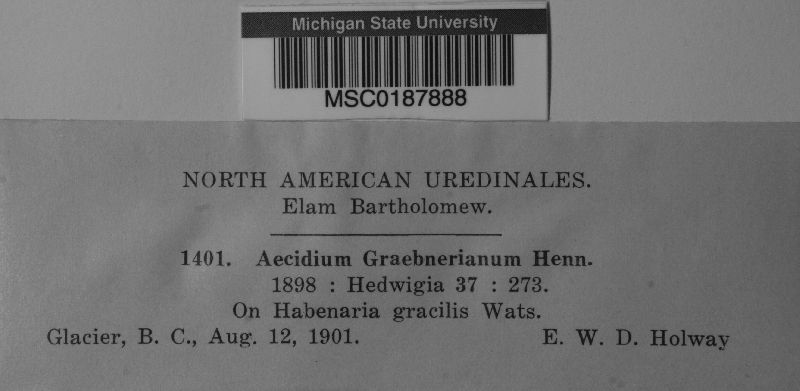 Michigan State University
MSC0187888
NORTH AMERICAN UREDINALES.
Elam Bartholomew.
1401. Aecidium Graebnerianum Henn.
1898 : Hedwigia 37 : 273.
On Habenaria gracilis Wats.
Glacier, B. C., Aug. 12, 1901. E. W. D. Holway